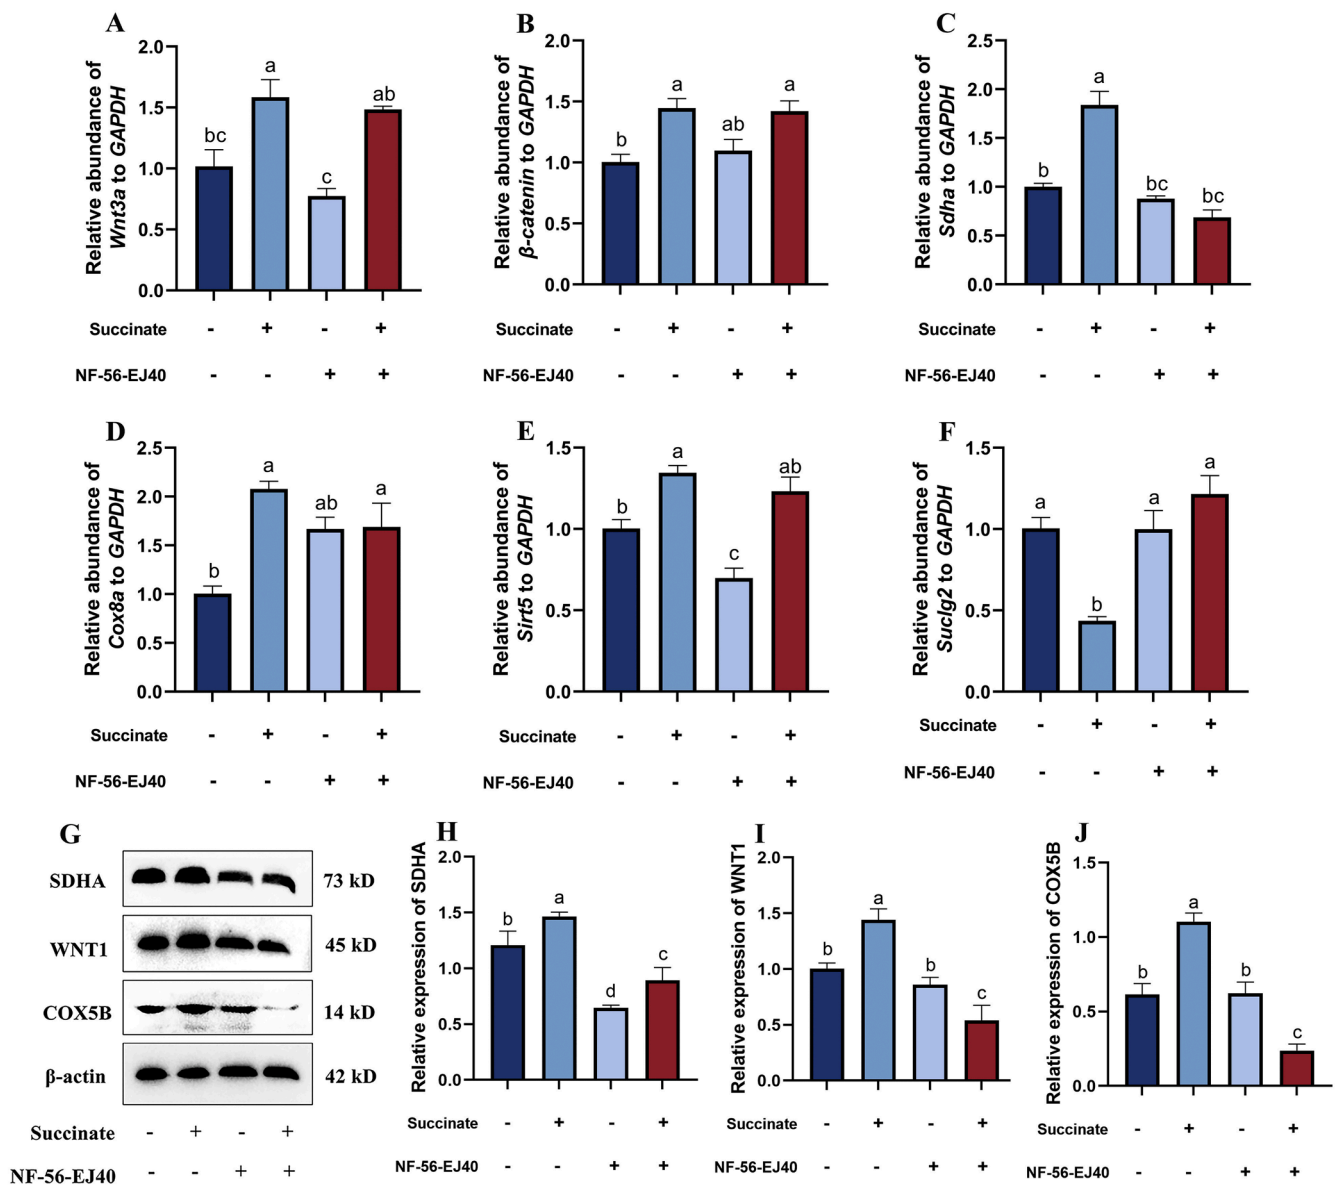 A
Relative abundance of
Wnt3a to GAPDH
2.0
1.5
1.0
0.5
0.0
bc
a
c
ab
Succinate - + - +
NF-56-EJ40 - - + +
B
Relative abundance of
β-catenin to GAPDH
2.0
1.5
1.0
0.5
0.0
b
a
ab
a
Succinate - + - +
NF-56-EJ40 - - + +
C
Relative abundance of
Sdha to GAPDH
2.5
2.0
1.5
1.0
0.5
0.0
b
a
bc
bc
Succinate - + - +
NF-56-EJ40 - - + +
D
Relative abundance of
Cox8a to GAPDH
2.5
2.0
1.5
1.0
0.5
0.0
b
a
ab
a
Succinate - + - +
NF-56-EJ40 - - + +
E
Relative abundance of
Sirt5 to GAPDH
1.5
1.0
0.5
0.0
b
a
c
ab
Succinate - + - +
NF-56-EJ40 - - + +
F
Relative abundance of
Suclg2 to GAPDH
1.5
1.0
0.5
0.0
a
b
a
a
Succinate - + - +
NF-56-EJ40 - - + +
G
SDHA 73 kD
WNT1 45 kD
COX5B 14 kD
β-actin 42 kD
Succinate - + - +
NF-56-EJ40 - - + +
H
Relative expression of SDHA
2.0
1.5
1.0
0.5
0.0
b
a
d
c
Succinate - + - +
NF-56-EJ40 - - + +
I
Relative expression of WNT1
2.0
1.5
1.0
0.5
0.0
b
a
b
c
Succinate - + - +
NF-56-EJ40 - - + +
J
Relative expression of COX5B
1.5
1.0
0.5
0.0
b
a
b
c
Succinate - + - +
NF-56-EJ40 - - + +